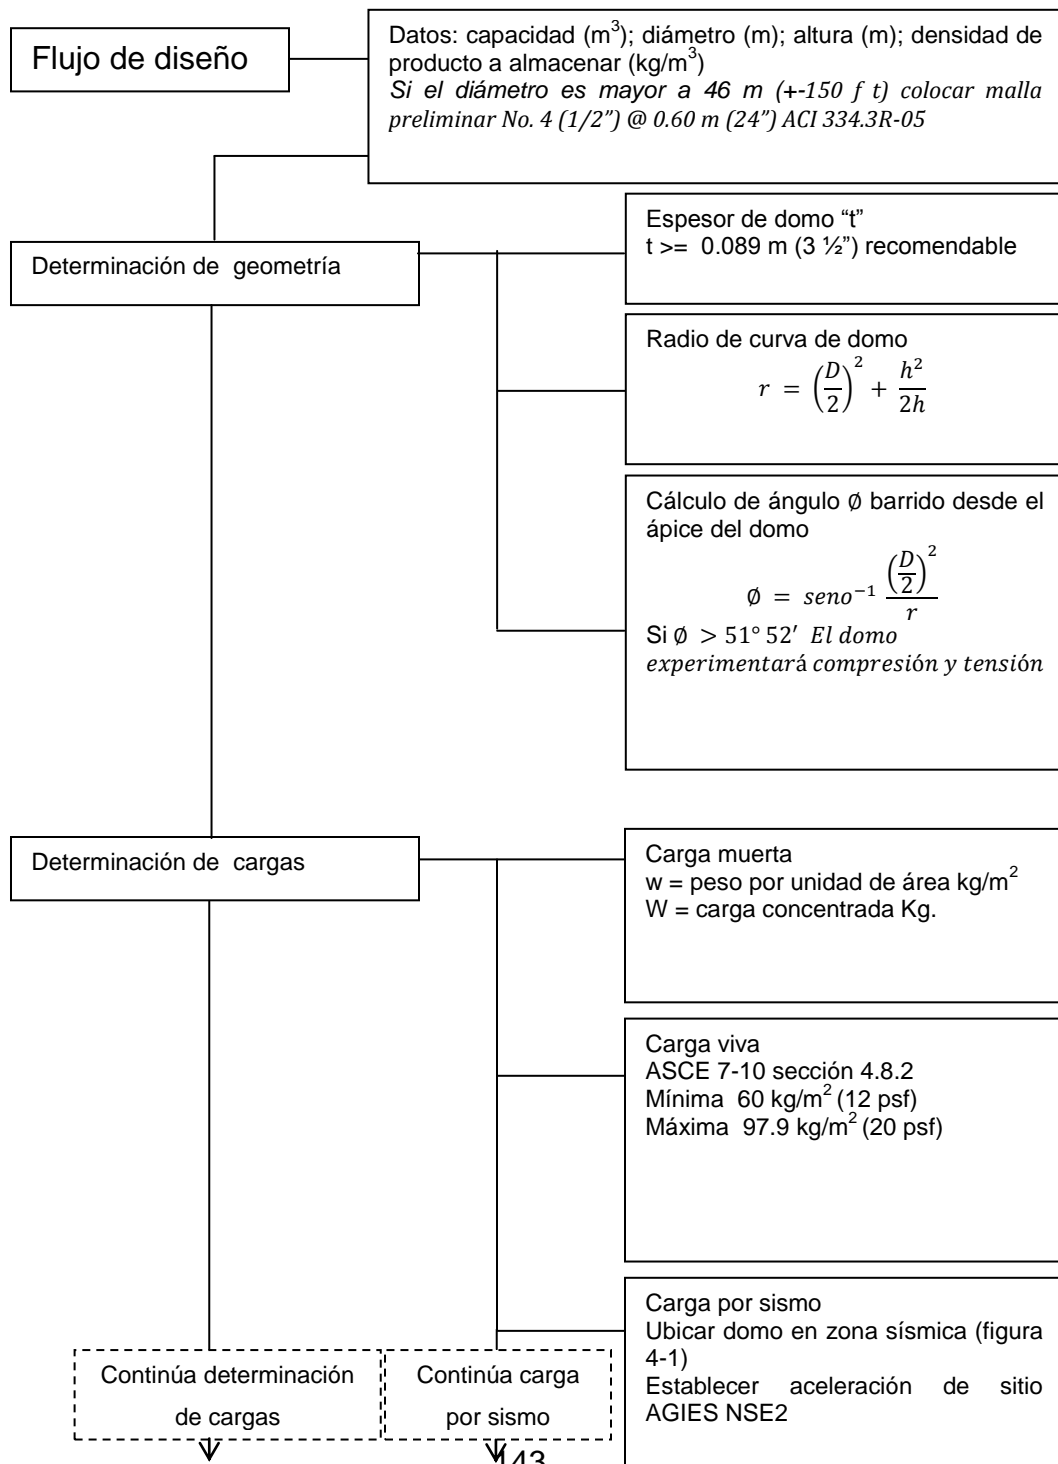 Flujo de diseño
Datos: capacidad (m³); diámetro (m); altura (m); densidad de
producto a almacenar (kg/m³)
Si el diámetro es mayor a 46 m (+-150 f t) colocar malla
preliminar No. 4 (1/2”) @ 0.60 m (24”) ACI 334.3R-05
Determinación de geometría
Espesor de domo “t”
t >= 0.089 m (3 ½”) recomendable
Radio de curva de domo
r = (D/2)² + h²/2h
Cálculo de ángulo ∅ barrido desde el
ápice del domo
∅ = seno⁻¹ (D/2)²/r
Si ∅ > 51° 52′ El domo
experimentará compresión y tensión
Determinación de cargas
Carga muerta
w = peso por unidad de área kg/m²
W = carga concentrada Kg.
Carga viva
ASCE 7-10 sección 4.8.2
Mínima 60 kg/m² (12 psf)
Máxima 97.9 kg/m² (20 psf)
Carga por sismo
Ubicar domo en zona sísmica (figura
4-1)
Establecer aceleración de sitio
AGIES NSE2
Continúa determinación
de cargas
Continúa carga
por sismo
143